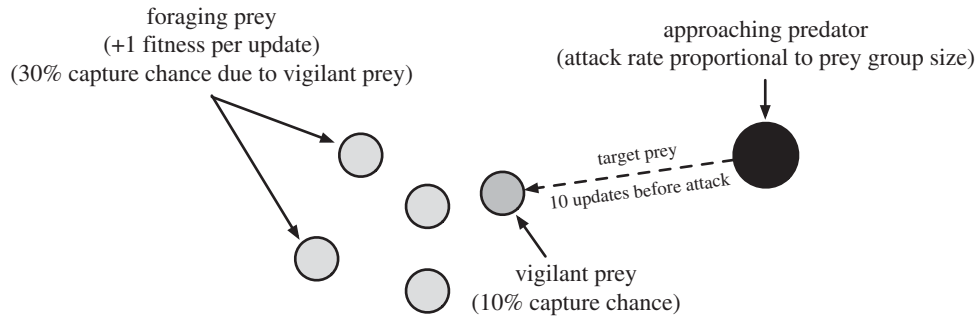 foraging prey
(+1 fitness per update)
(30% capture chance due to vigilant prey)
approaching predator
(attack rate proportional to prey group size)
target prey
10 updates before attack
vigilant prey
(10% capture chance)